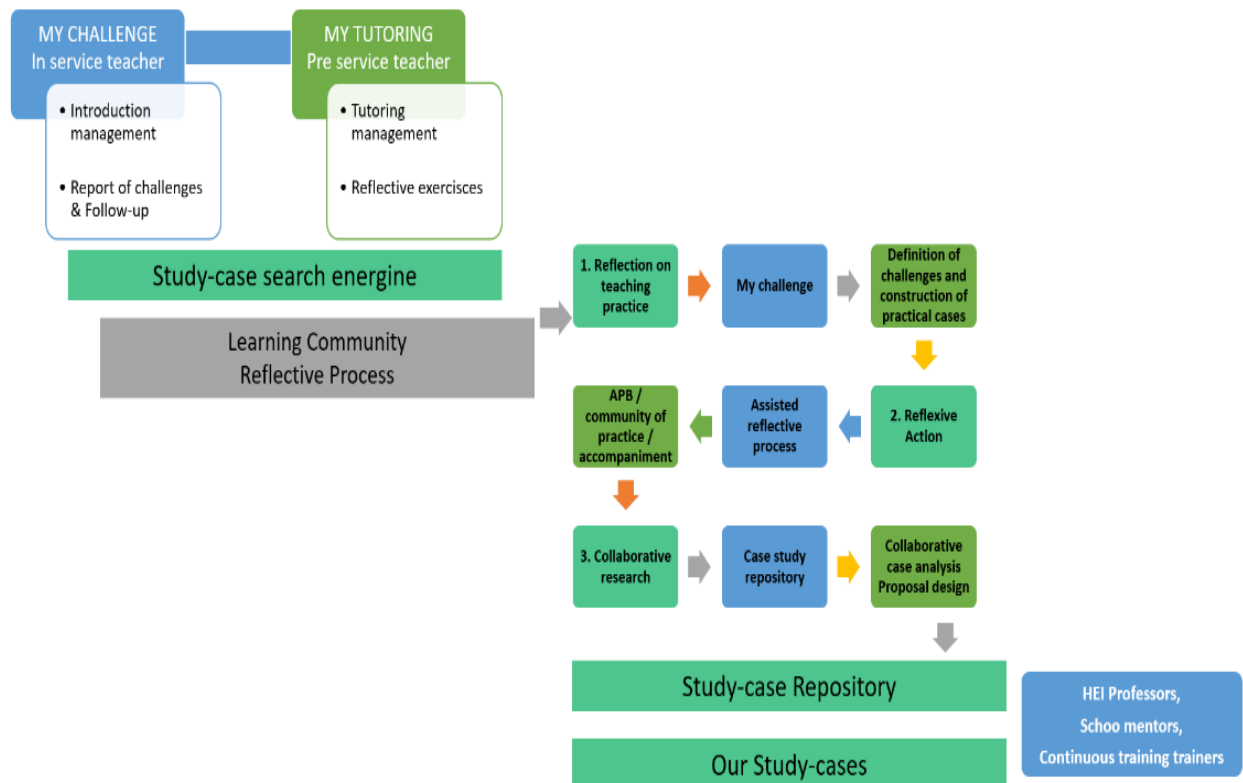 MY CHALLENGE
In service teacher
MY TUTORING
Pre service teacher
• Introduction
management
• Report of challenges
& Follow-up
• Tutoring
management
• Reflective exercisces
Study-case search energine
Learning Community
Reflective Process
1. Reflection on
teaching
practice
My challenge
Definition of
challenges and
construction of
practical cases
APB /
community of
practice /
accompaniment
Assisted
reflective
process
2. Reflexive
Action
3. Collaborative
research
Case study
repository
Collaborative
case analysis
Proposal design
Study-case Repository
Our Study-cases
HEI Professors,
Schoo mentors,
Continuous training trainers